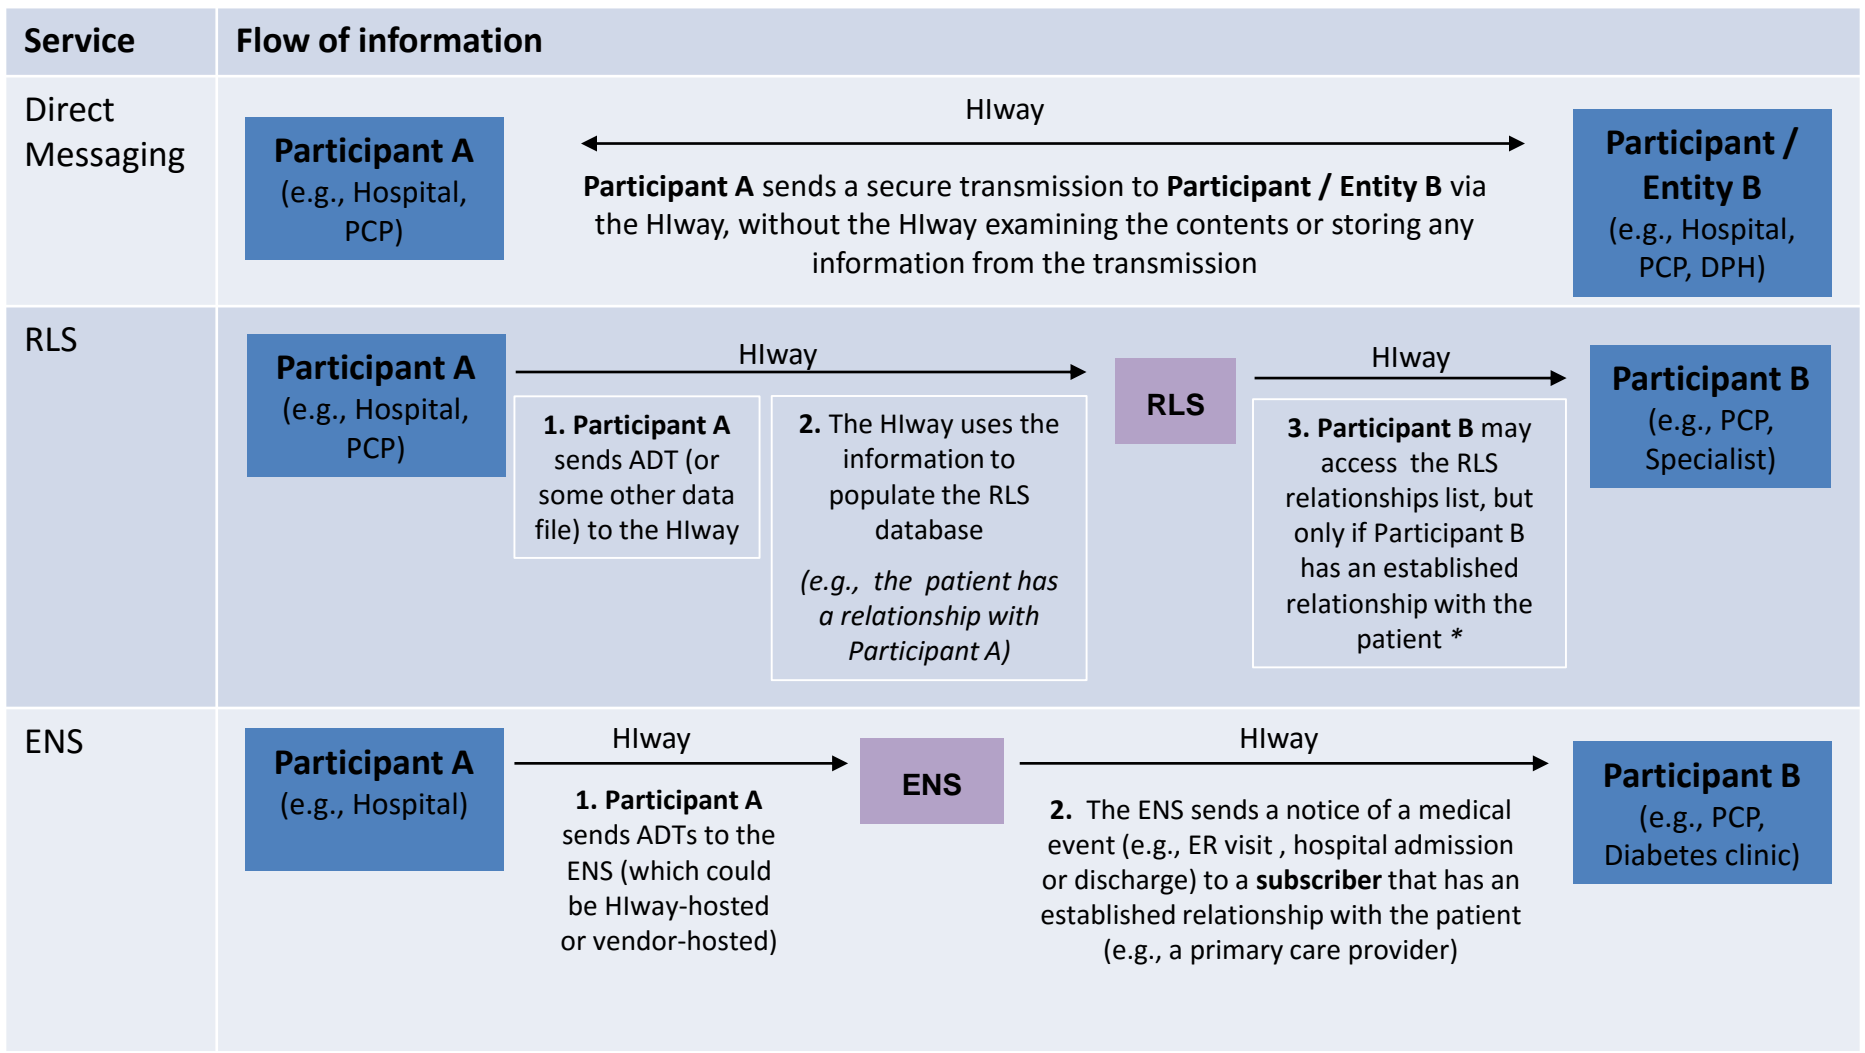 Service
Flow of information
Direct
Messaging
Participant A
(e.g., Hospital,
PCP)
HIway
Participant A sends a secure transmission to Participant / Entity B via
the HIway, without the HIway examining the contents or storing any
information from the transmission
Participant /
Entity B
(e.g., Hospital,
PCP, DPH)
RLS
Participant A
(e.g., Hospital,
PCP)
HIway
1. Participant A
sends ADT (or
some other data
file) to the HIway
2. The HIway uses the
information to
populate the RLS
database
(e.g., the patient has
a relationship with
Participant A)
RLS
HIway
3. Participant B may
access the RLS
relationships list, but
only if Participant B
has an established
relationship with the
patient *
Participant B
(e.g., PCP,
Specialist)
ENS
Participant A
(e.g., Hospital)
HIway
1. Participant A
sends ADTs to the
ENS (which could
be HIway-hosted
or vendor-hosted)
ENS
HIway
2. The ENS sends a notice of a medical
event (e.g., ER visit , hospital admission
or discharge) to a subscriber that has an
established relationship with the patient
(e.g., a primary care provider)
Participant B
(e.g., PCP,
Diabetes clinic)